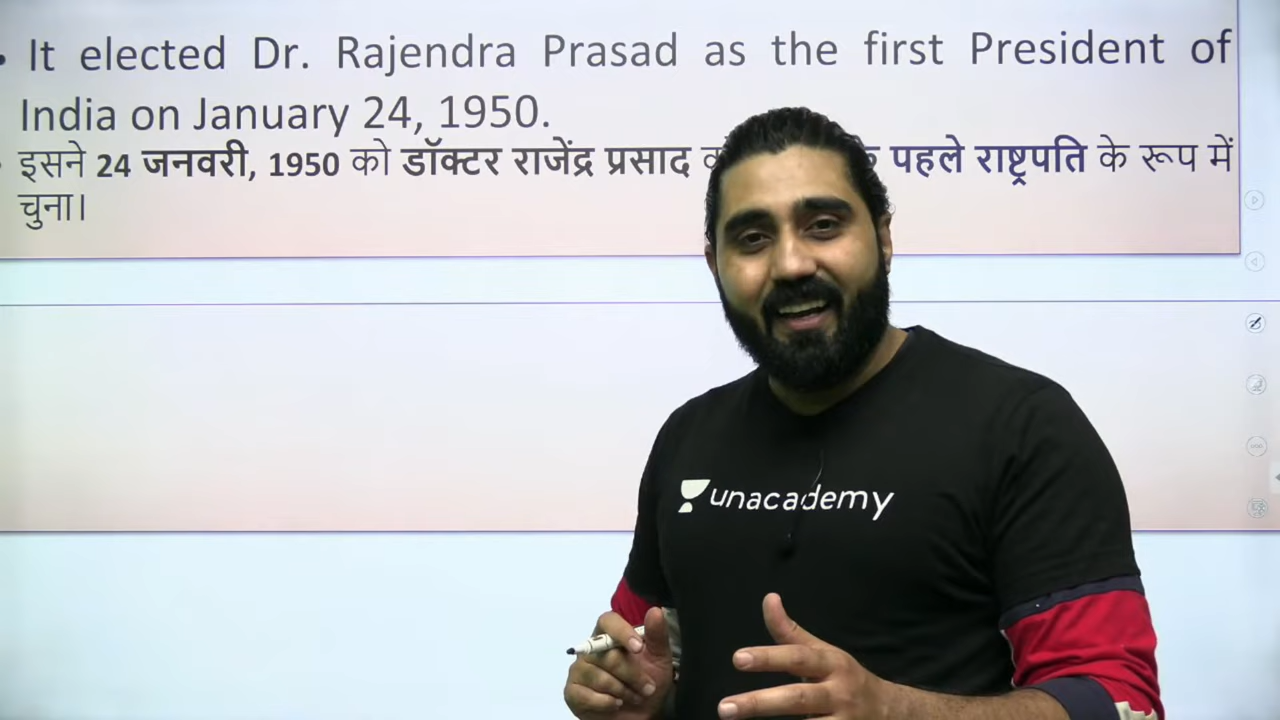 • It elected Dr. Rajendra Prasad as the first President of
India on January 24, 1950.
• इसने 24 जनवरी, 1950 को डॉक्टर राजेंद्र प्रसाद पहले राष्ट्रपति के रूप में
चुना।
unacademy